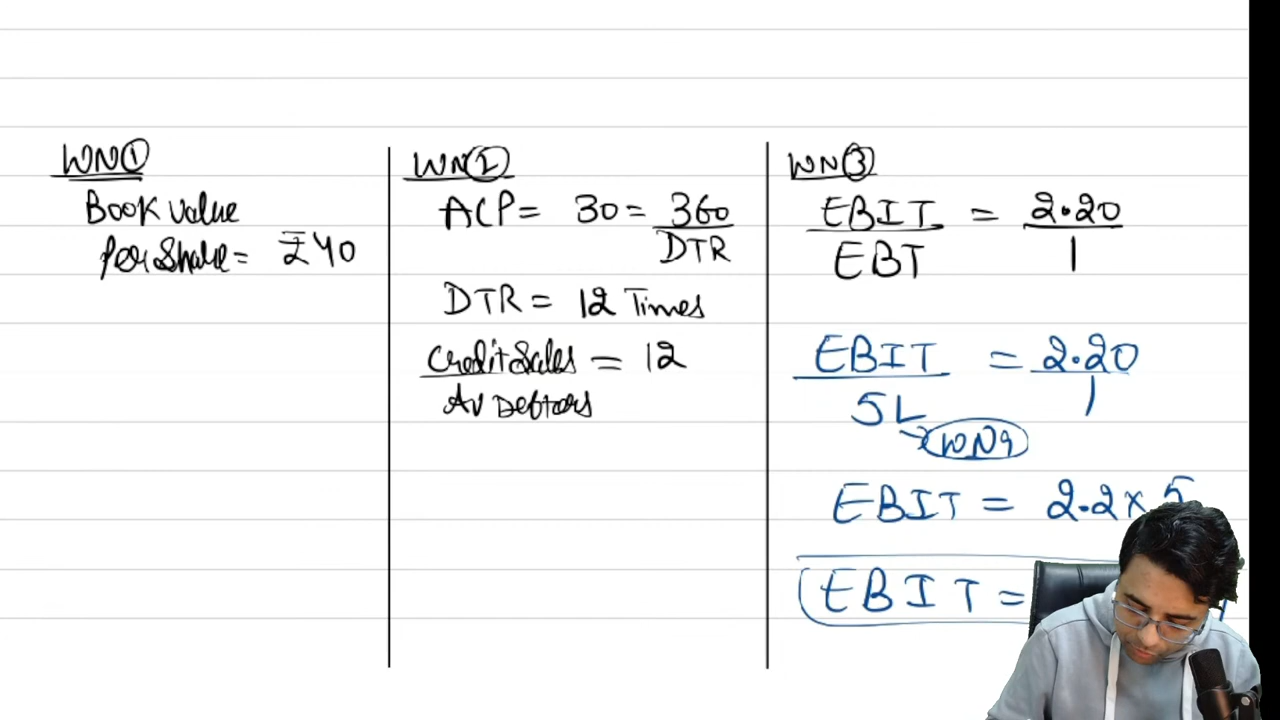 WN①
Book value
Per Share = ₹40
WN②
ACP = 30 = 360
DTR
DTR = 12 Times
Credit Sales = 12
Av Debtors
WN③
EBIT = 2.20
EBT 1
EBIT = 2.20
5L 1
→ WN9
EBIT = 2.2 × 5
EBIT =